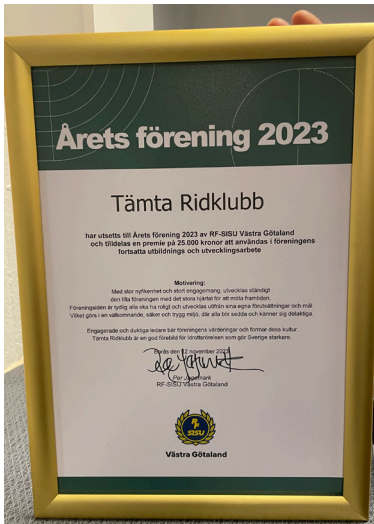 Årets förening 2023
Tämta Ridklubb
har utsetts till Årets förening 2023 av RF-SISU Västra Götaland
och tilldelas en premie på 25.000 kronor att användas i föreningens
fortsatta utbildnings och utvecklingsarbete
Motivering:
Med stor nyfikenhet och stort engagemang, utvecklas ständigt
den lilla föreningen med det stora hjärtat för att möta framtiden.
Föreningsidén är tydlig alla ska ha roligt och utvecklas utifrån sina egna förutsättningar och mål.
Vilket görs i en välkomnande, säker och trygg miljö, där alla blir sedda och känner sig delaktiga.
Engagerade och duktiga ledare bär föreningens värderingar och formar dess kultur.
Tämta Ridklubb är en god förebild för idrottsrörelsen som gör Sverige starkare.
Borås den 12 november 2023
Per
RF-SISU Västra Götaland
RF
SISU
Västra Götaland